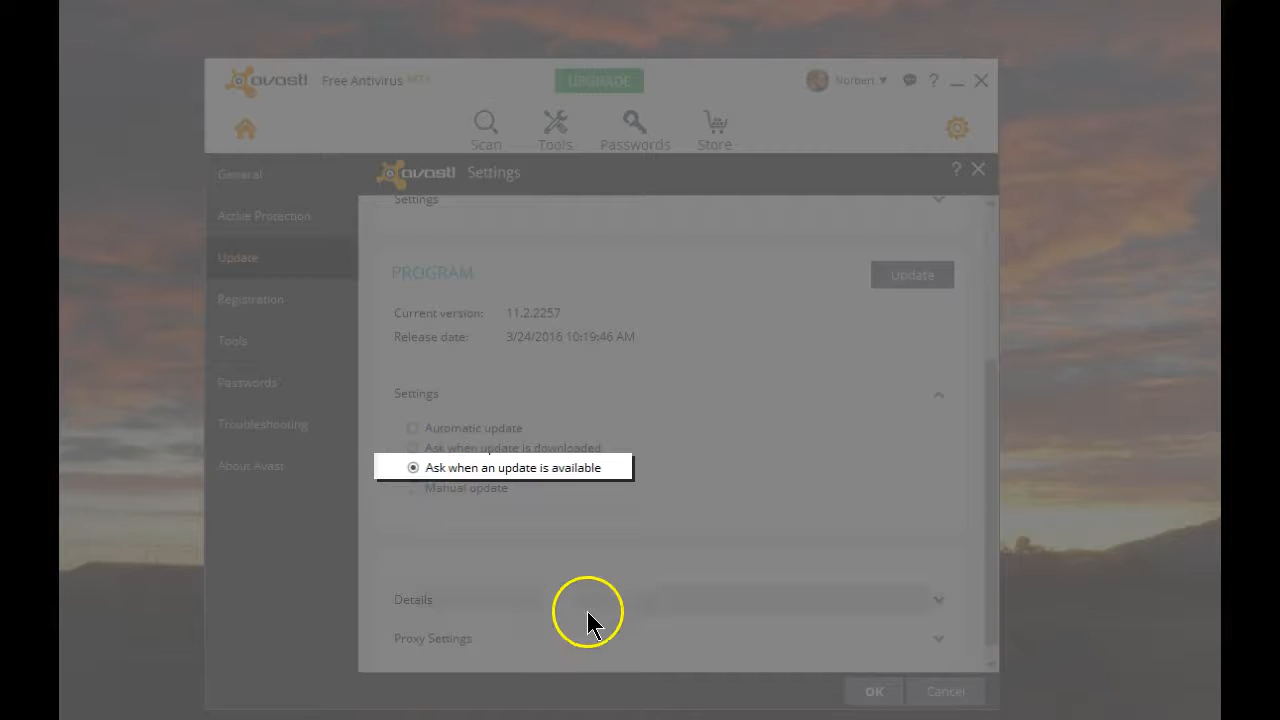 avast! Free Antivirus BETA
UPGRADE
Norbert
?
Scan
Tools
Passwords
Store
avast! Settings
?
General
Active Protection
Update
Registration
Tools
Passwords
Troubleshooting
About Avast
Settings
PROGRAM
Update
Current version: 11.2.2257
Release date: 3/24/2016 10:19:46 AM
Settings
Automatic update
Ask when update is downloaded
Ask when an update is available
Manual update
Details
Proxy Settings
OK
Cancel